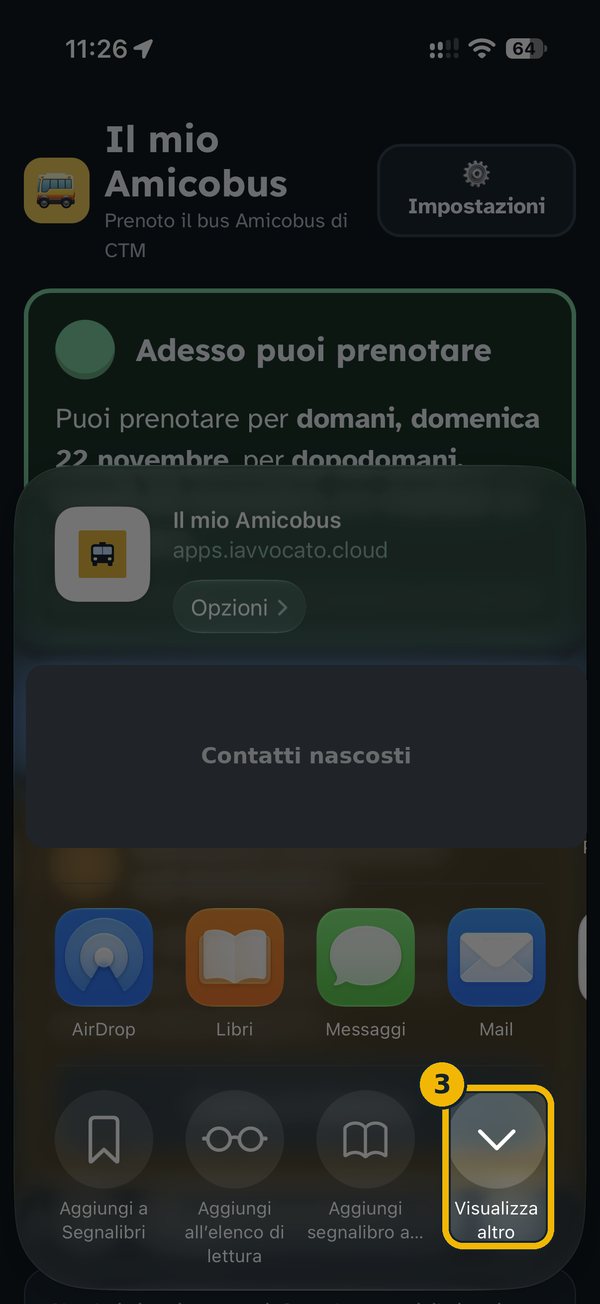 11:26
64
Il mio
Amicobus
Prenoto il bus Amicobus di
CTM
Impostazioni
Adesso puoi prenotare
Puoi prenotare per domani, domenica
22 novembre, per dopodomani,
Il mio Amicobus
apps.iavvocato.cloud
Opzioni
Contatti nascosti
AirDrop
Libri
Messaggi
Mail
3
Aggiungi a
Segnalibri
Aggiungi
all'elenco di
lettura
Aggiungi
segnalibro a...
Visualizza
altro